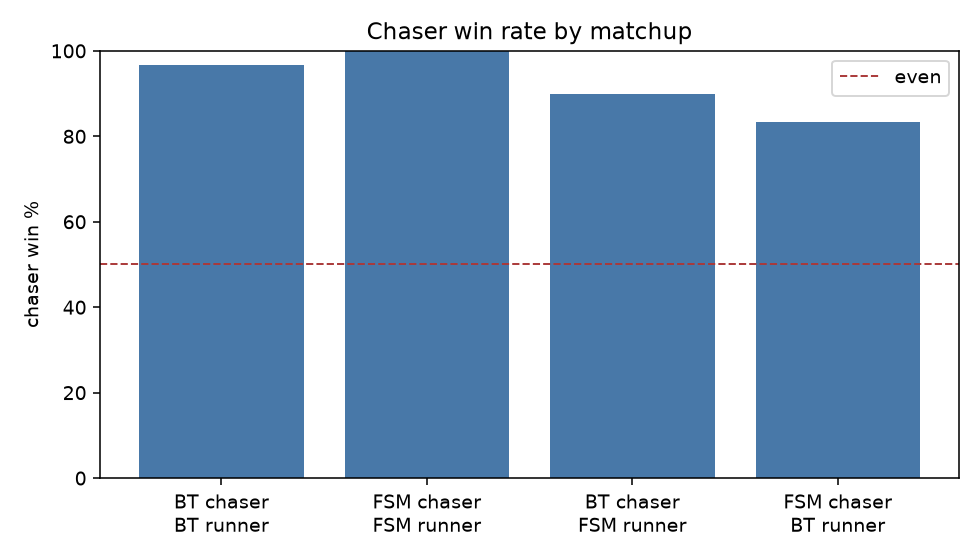 Chaser win rate by matchup
100
80
60
40
20
0
chaser win %
even
BT chaser
BT runner
FSM chaser
FSM runner
BT chaser
FSM runner
FSM chaser
BT runner